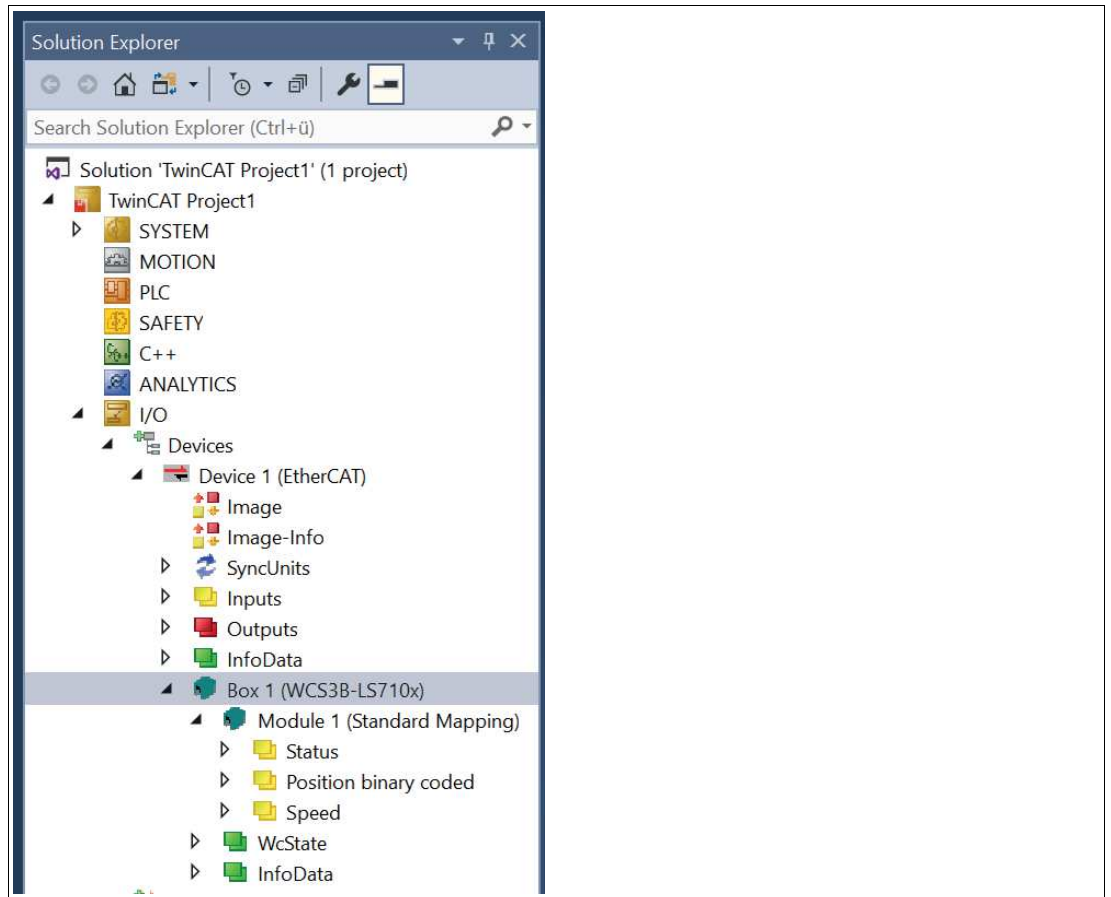 Solution Explorer
Search Solution Explorer (Ctrl+ü)
Solution 'TwinCAT Project1' (1 project)
TwinCAT Project1
SYSTEM
MOTION
PLC
SAFETY
C++
ANALYTICS
I/O
Devices
Device 1 (EtherCAT)
Image
Image-Info
SyncUnits
Inputs
Outputs
InfoData
Box 1 (WCS3B-LS710x)
Module 1 (Standard Mapping)
Status
Position binary coded
Speed
WcState
InfoData